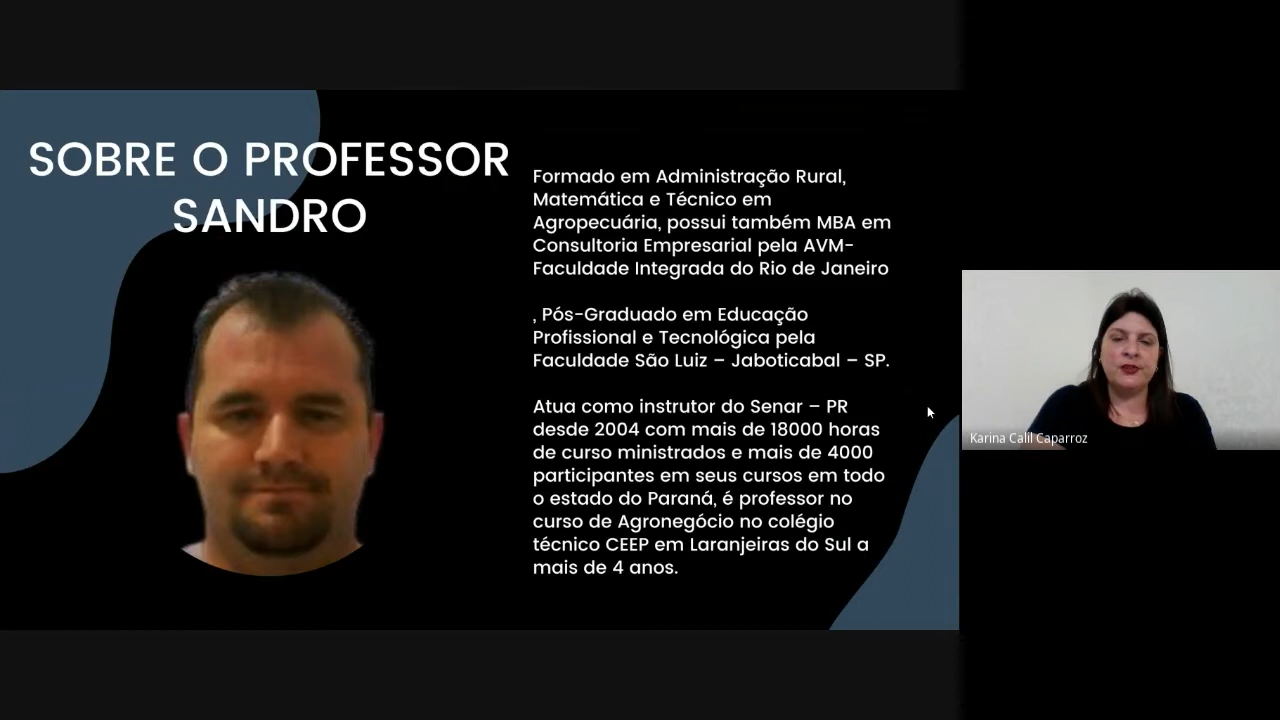 SOBRE O PROFESSOR
SANDRO
Formado em Administração Rural,
Matemática e Técnico em
Agropecuária, possui também MBA em
Consultoria Empresarial pela AVM-
Faculdade Integrada do Rio de Janeiro
, Pós-Graduado em Educação
Profissional e Tecnológica pela
Faculdade São Luiz – Jaboticabal – SP.
Atua como instrutor do Senar – PR
desde 2004 com mais de 18000 horas
de curso ministrados e mais de 4000
participantes em seus cursos em todo
o estado do Paraná, é professor no
curso de Agronegócio no colégio
técnico CEEP em Laranjeiras do Sul a
mais de 4 anos.
Karina Calil Caparroz